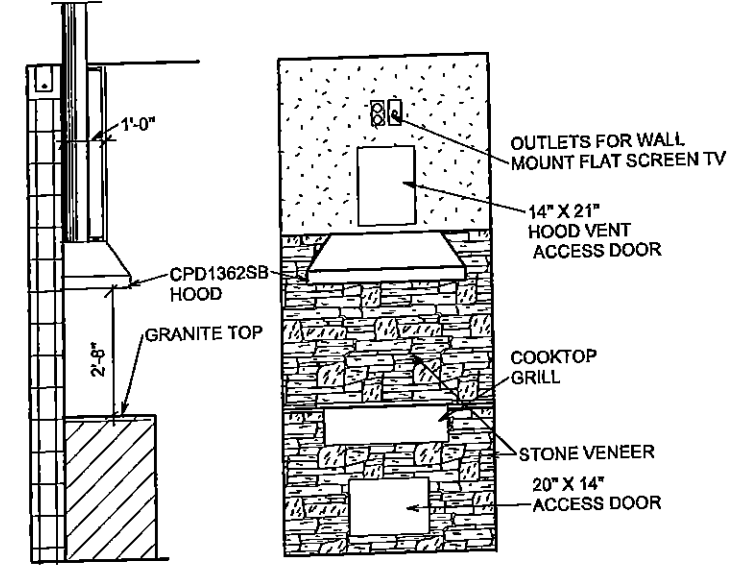 1'-0"
OUTLETS FOR WALL
MOUNT FLAT SCREEN TV
14" X 21"
HOOD VENT
ACCESS DOOR
CPD1362SB
HOOD
GRANITE TOP
2'-8"
COOKTOP
GRILL
STONE VENEER
20" X 14"
ACCESS DOOR